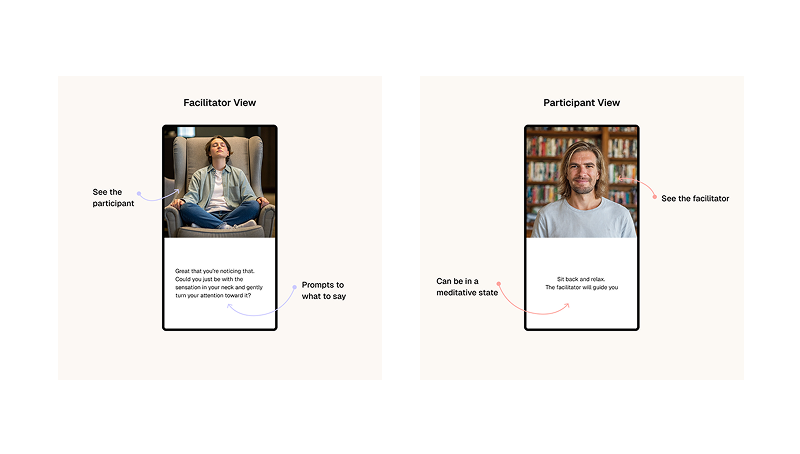 Facilitator View
See the
participant
Great that you're noticing that.
Could you just be with the
sensation in your neck and gently
turn your attention toward it?
Prompts to
what to say
Participant View
See the facilitator
Can be in a
meditative state
Sit back and relax.
The facilitator will guide you